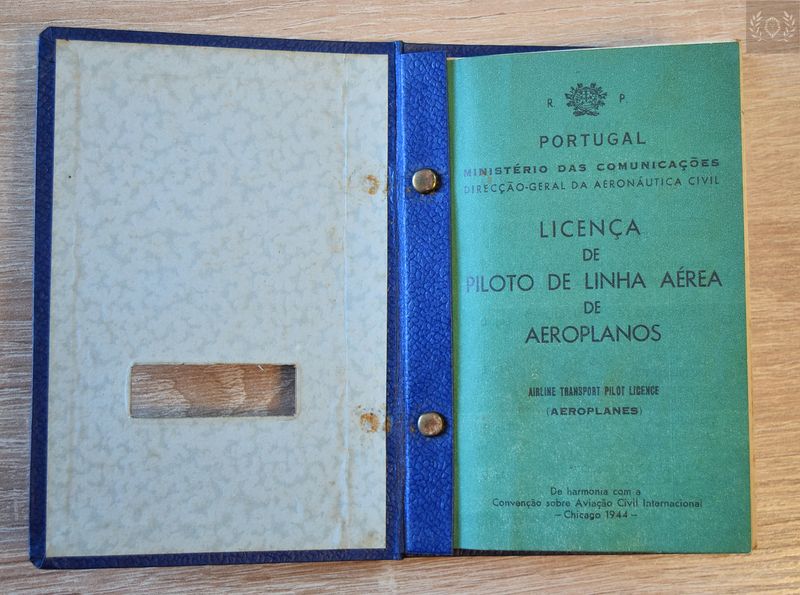 R. P.
PORTUGAL
MINISTÉRIO DAS COMUNICAÇÕES
DIRECÇÃO-GERAL DA AERONÁUTICA CIVIL
LICENÇA
DE
PILOTO DE LINHA AÉREA
DE
AEROPLANOS
AIRLINE TRANSPORT PILOT LICENCE
(AEROPLANES)
De harmonia com a
Convenção sobre Aviação Civil Internacional
– Chicago 1944 –